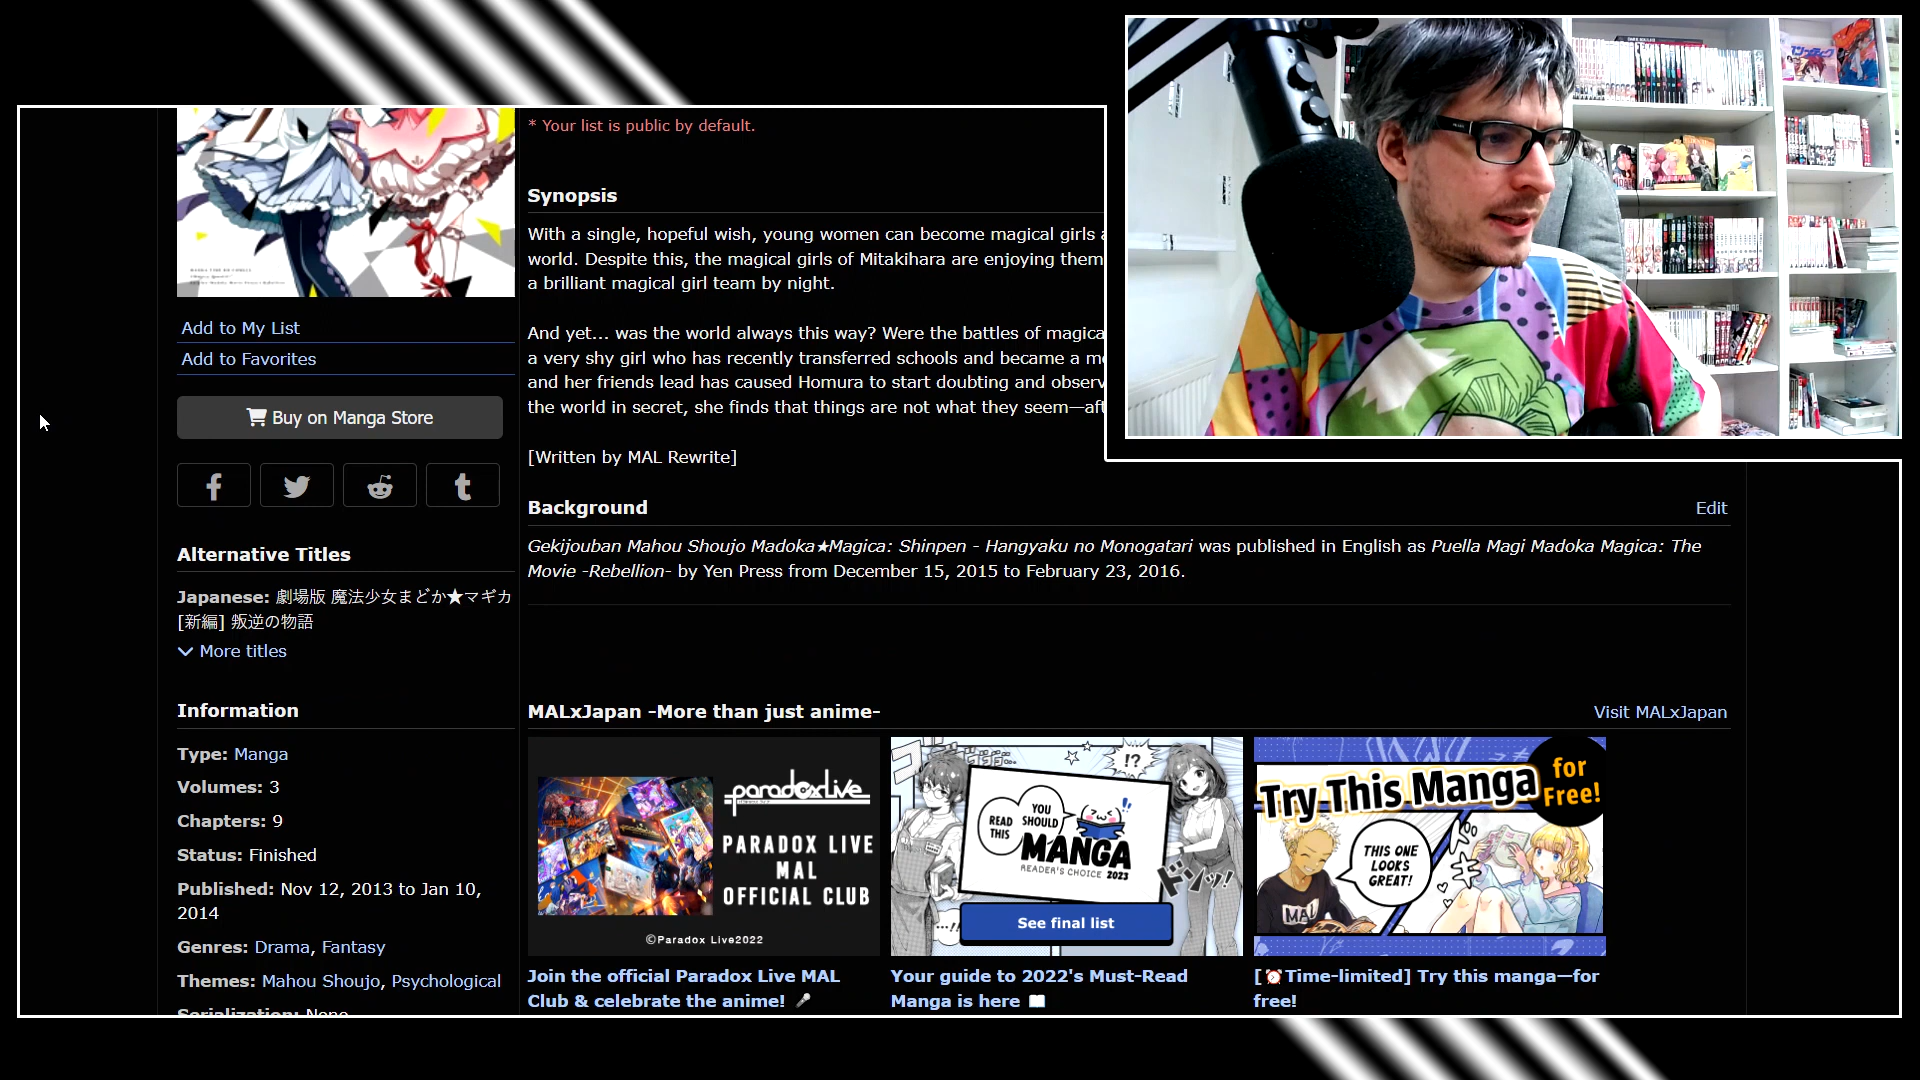 * Your list is public by default.
Synopsis
With a single, hopeful wish, young women can become magical girls
world. Despite this, the magical girls of Mitakihara are enjoying them
a brilliant magical girl team by night.
And yet... was the world always this way? Were the battles of magica
a very shy girl who has recently transferred schools and became a m
and her friends lead has caused Homura to start doubting and observ
the world in secret, she finds that things are not what they seem—aft
[Written by MAL Rewrite]
Background
Edit
Gekijouban Mahou Shoujo Madoka★Magica: Shinpen - Hangyaku no Monogatari was published in English as Puella Magi Madoka Magica: The
Movie -Rebellion- by Yen Press from December 15, 2015 to February 23, 2016.
Add to My List
Add to Favorites
Buy on Manga Store
Alternative Titles
Japanese: 劇場版 魔法少女まどか★マギカ
[新編] 叛逆の物語
More titles
Information
Type: Manga
Volumes: 3
Chapters: 9
Status: Finished
Published: Nov 12, 2013 to Jan 10,
2014
Genres: Drama, Fantasy
Themes: Mahou Shoujo, Psychological
Serialization: None
MALxJapan -More than just anime-
Visit MALxJapan
paradoxlive
PARADOX LIVE
MAL
OFFICIAL CLUB
©Paradox Live2022
Join the official Paradox Live MAL
Club & celebrate the anime! 🎤
!?
YOU
SHOULD
READ
THIS
MANGA
READER'S CHOICE 2023
ドンッ!
See final list
Your guide to 2022's Must-Read
Manga is here 📖
Try This Manga
for
Free!
THIS ONE
LOOKS
GREAT!
ドキ
MAL
[⏰Time-limited] Try this manga—for
free!